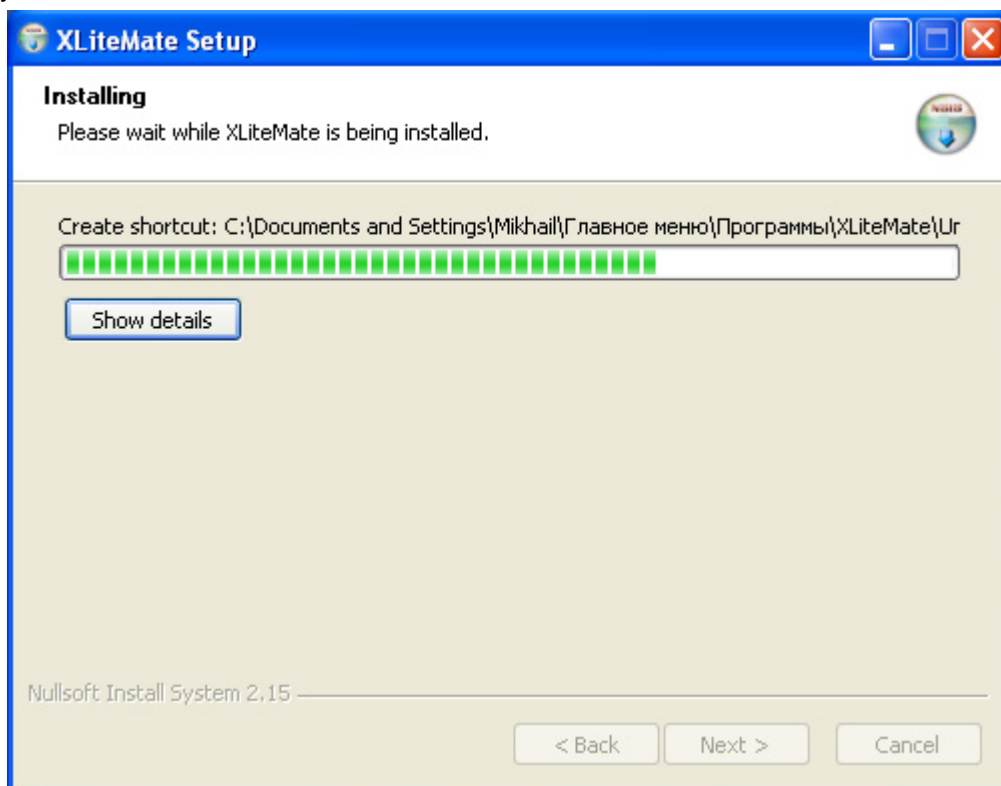 XLiteMate Setup
Installing
Please wait while XLiteMate is being installed.
Create shortcut: C:\Documents and Settings\Mikhail\Главное меню\Программы\XLiteMate\Ur
Show details
Nullsoft Install System 2.15
< Back
Next >
Cancel